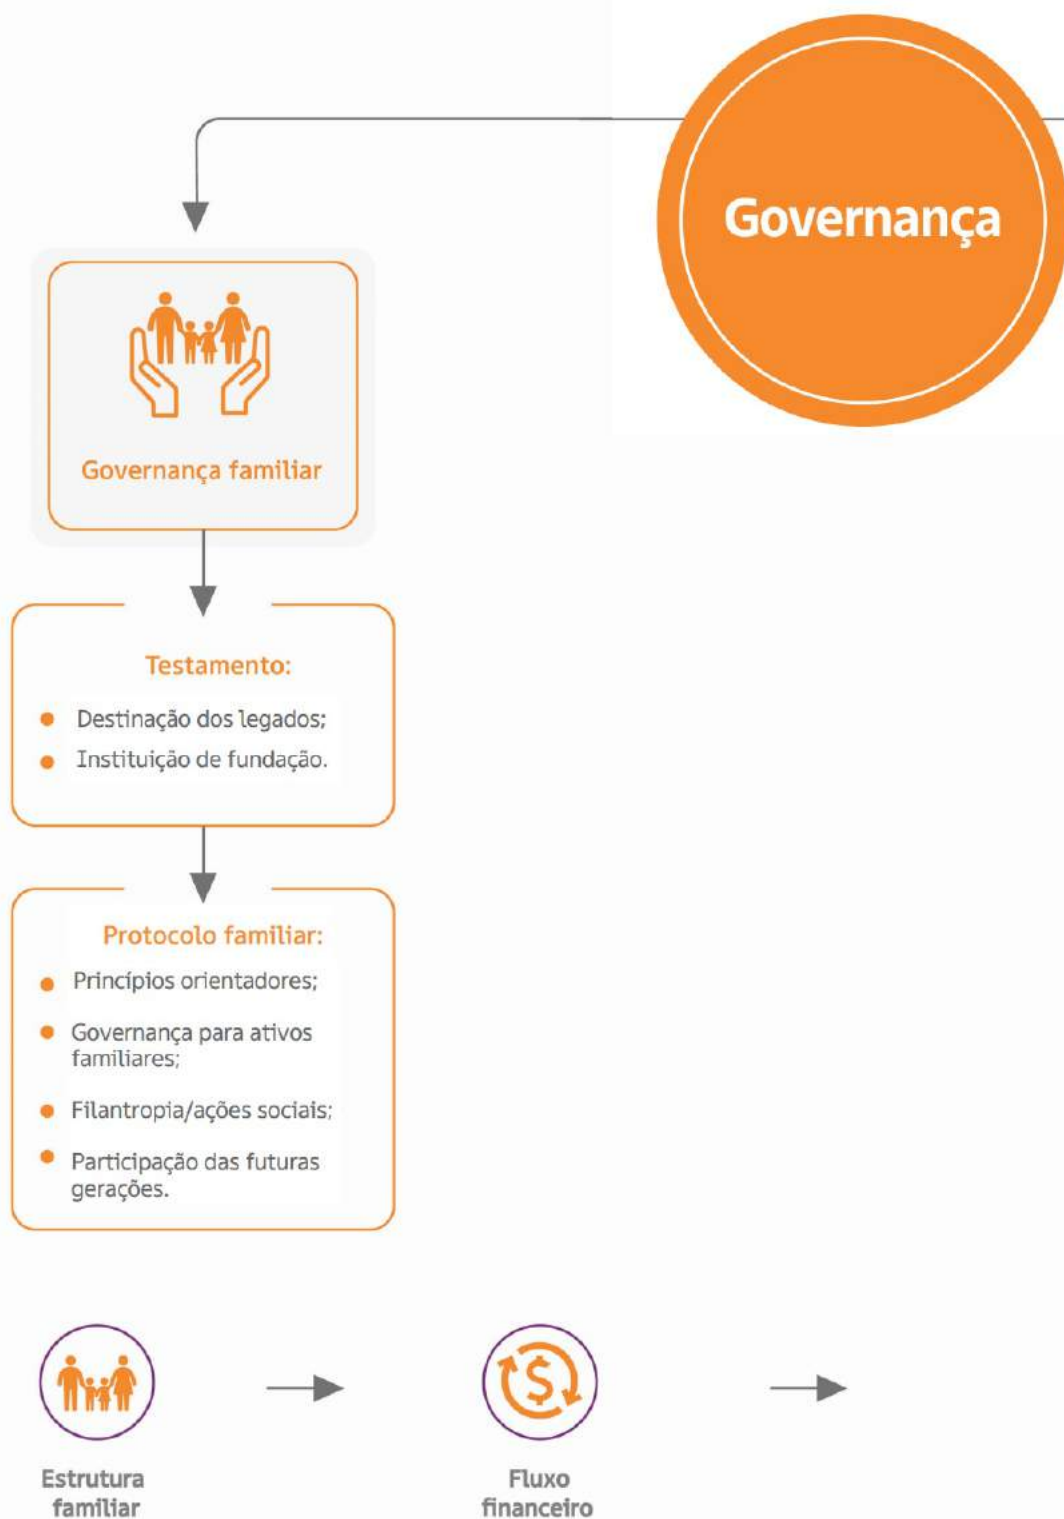 Governança
Governança familiar
Testamento:
Destinação dos legados;
Instituição de fundação.
Protocolo familiar:
Princípios orientadores;
Governança para ativos
familiares;
Filantropia/ações sociais;
Participação das futuras
gerações.
Estrutura
familiar
Fluxo
financeiro